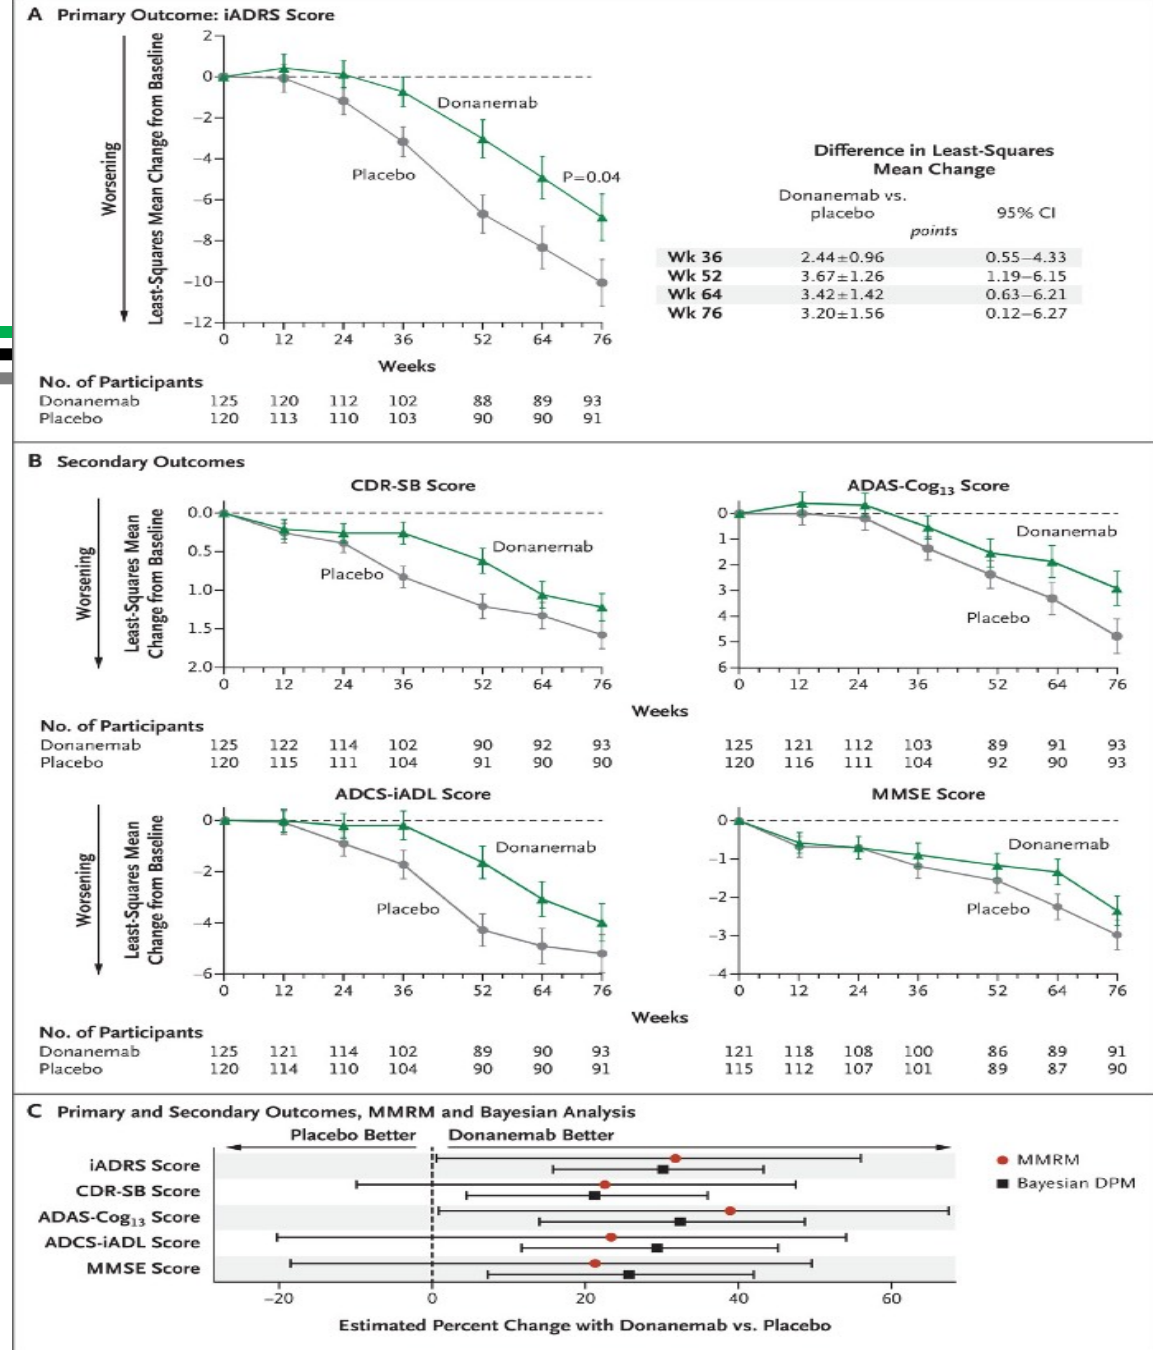 A Primary Outcome: iADRS Score
Worsening
Least-Squares Mean Change from Baseline
2
0
−2
−4
−6
−8
−10
−12
Donanemab
Placebo
P=0.04
0 12 24 36 52 64 76
Weeks
Difference in Least-Squares
Mean Change
Donanemab vs.
placebo 95% CI
points
Wk 36 2.44±0.96 0.55–4.33
Wk 52 3.67±1.26 1.19–6.15
Wk 64 3.42±1.42 0.63–6.21
Wk 76 3.20±1.56 0.12–6.27
No. of Participants
Donanemab 125 120 112 102 88 89 93
Placebo 120 113 110 103 90 90 91
B Secondary Outcomes
CDR-SB Score
Worsening
Least-Squares Mean
Change from Baseline
0.0
0.5
1.0
1.5
2.0
Donanemab
Placebo
0 12 24 36 52 64 76
ADAS-Cog13 Score
0
1
2
3
4
5
6
Donanemab
Placebo
0 12 24 36 52 64 76
Weeks
No. of Participants
Donanemab 125 122 114 102 90 92 93 125 121 112 103 89 91 93
Placebo 120 115 111 104 91 90 90 120 116 111 104 92 90 93
ADCS-iADL Score
Worsening
Least-Squares Mean
Change from Baseline
0
−2
−4
−6
Donanemab
Placebo
0 12 24 36 52 64 76
MMSE Score
0
−1
−2
−3
−4
Donanemab
Placebo
0 12 24 36 52 64 76
Weeks
No. of Participants
Donanemab 125 121 114 102 89 90 93 121 118 108 100 86 89 91
Placebo 120 114 110 104 90 90 91 115 112 107 101 89 87 90
C Primary and Secondary Outcomes, MMRM and Bayesian Analysis
Placebo Better Donanemab Better
iADRS Score
CDR-SB Score
ADAS-Cog13 Score
ADCS-iADL Score
MMSE Score
MMRM
Bayesian DPM
−20 0 20 40 60
Estimated Percent Change with Donanemab vs. Placebo